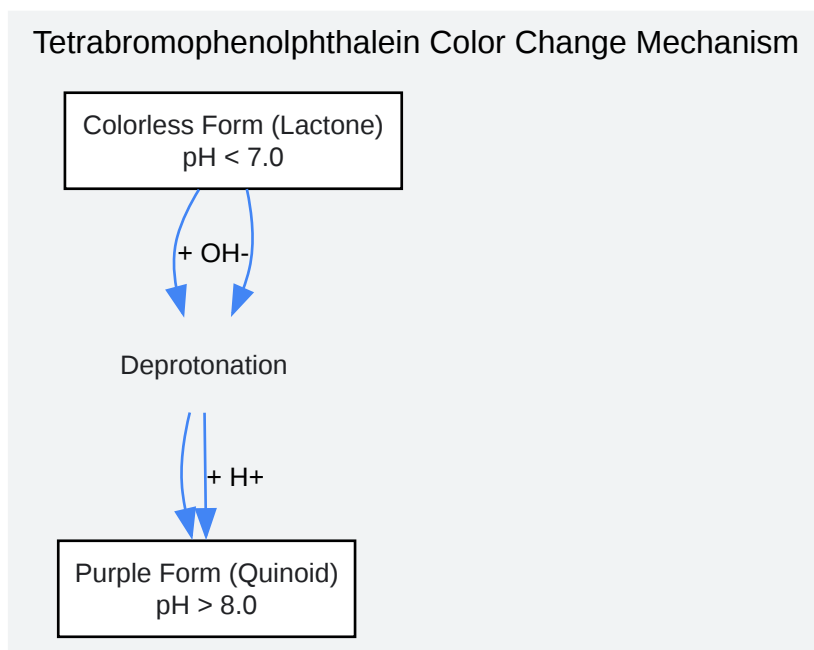 Tetrabromophenolphthalein Color Change Mechanism
Colorless Form (Lactone)
pH < 7.0
+ OH-
Deprotonation
+ H+
Purple Form (Quinoid)
pH > 8.0